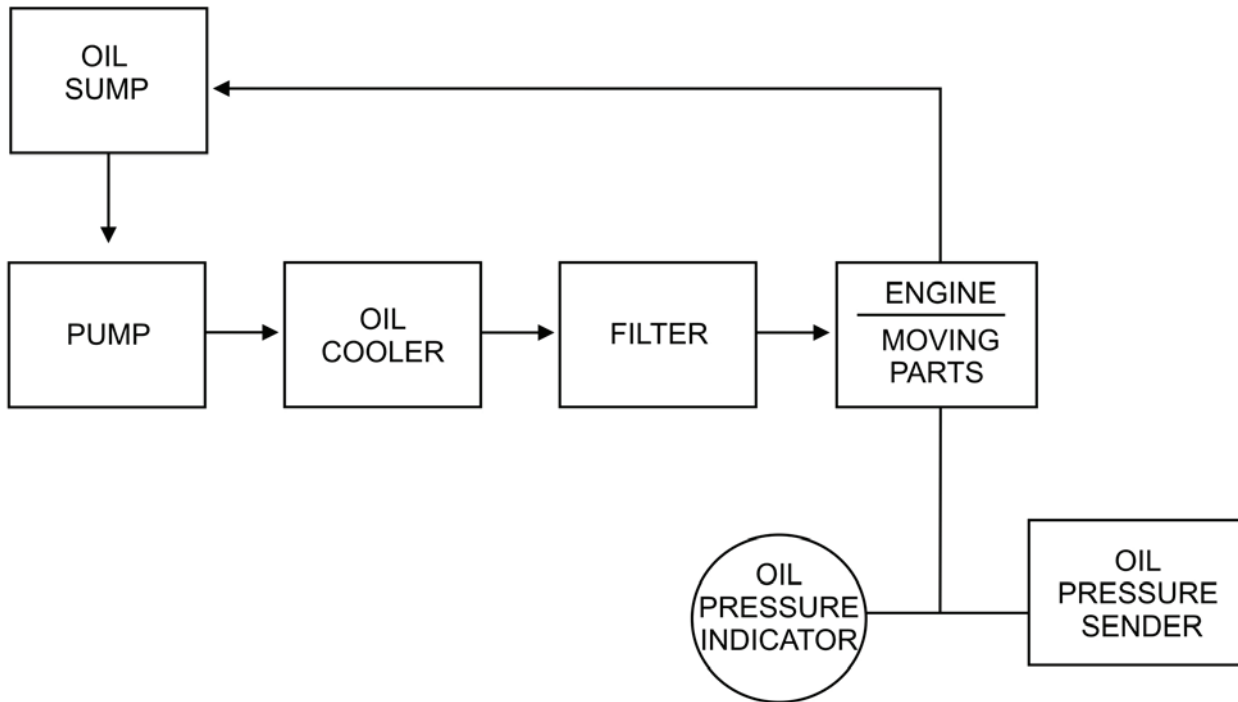 OIL
SUMP
PUMP
OIL
COOLER
FILTER
ENGINE
MOVING
PARTS
OIL
PRESSURE
INDICATOR
OIL
PRESSURE
SENDER